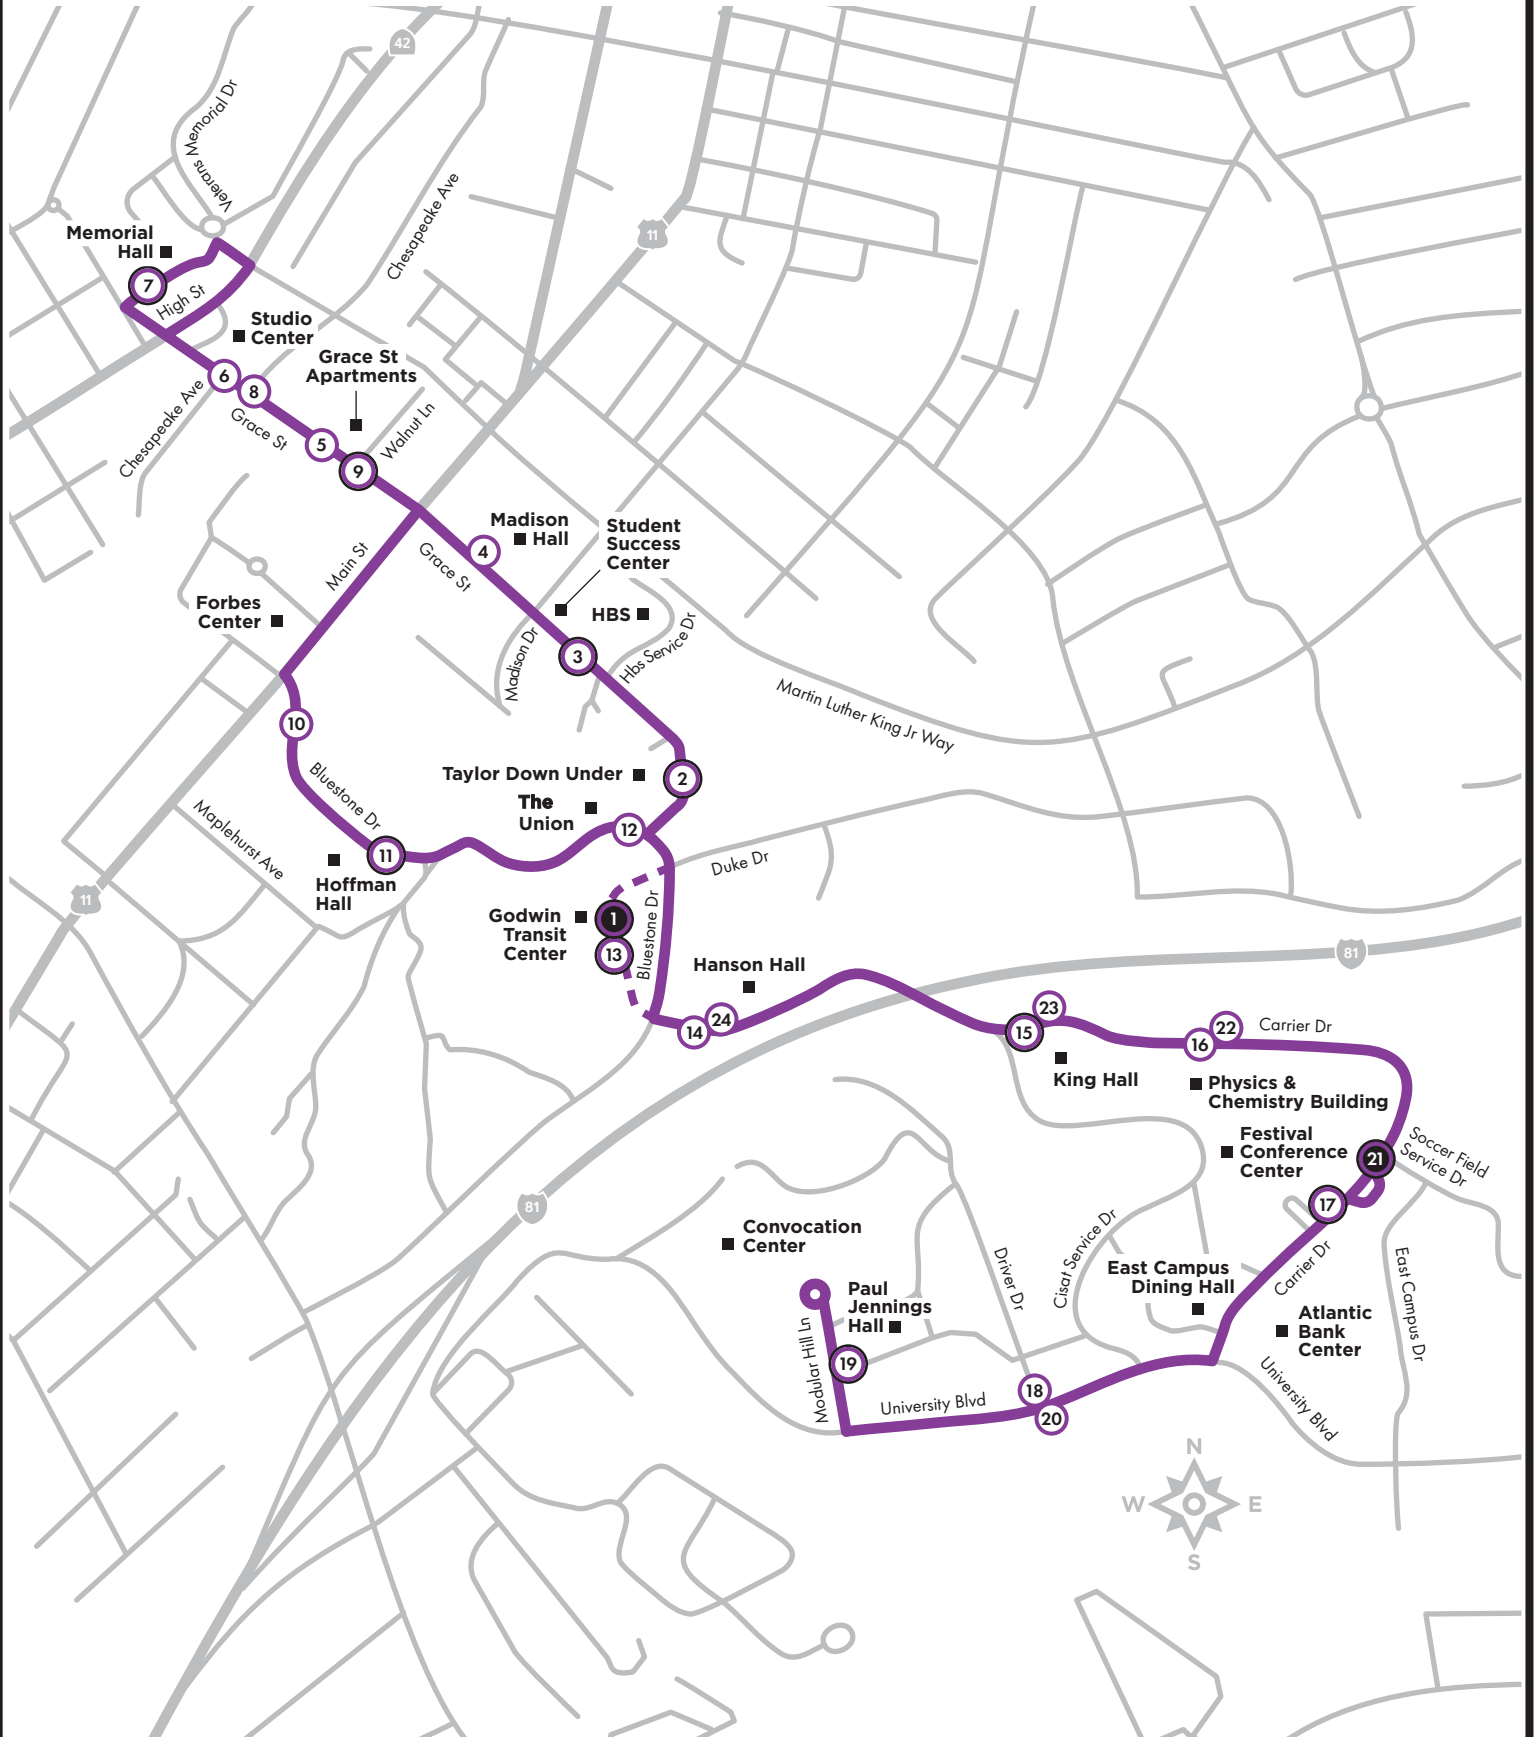 42
Veterans Memorial Dr
Chesapeake Ave
11
Memorial
Hall
7
High St
Studio
Center
Grace St
Apartments
6
8
Chesapeake Ave
Grace St
5
Walnut Ln
9
Madison
Hall
Student
Success
Center
4
Main St
Grace St
Forbes
Center
HBS
Madison Dr
3
Hbs Service Dr
Martin Luther King Jr Way
10
Taylor Down Under
2
Bluestone Dr
The
Union
12
Maplehurst Ave
11
Duke Dr
Hoffman
Hall
11
Godwin
Transit
Center
1
13
Bluestone Dr
81
Hanson Hall
14
24
15
23
16
22
Carrier Dr
King Hall
Physics &
Chemistry Building
Festival
Conference
Center
21
Soccer Field
Service Dr
17
81
Convocation
Center
Driver Dr
Cisat Service Dr
East Campus
Dining Hall
Carrier Dr
East Campus Dr
Paul
Jennings
Hall
Atlantic
Bank
Center
Modular Hill Ln
19
University Blvd
18
20
University Blvd
N
W
E
S